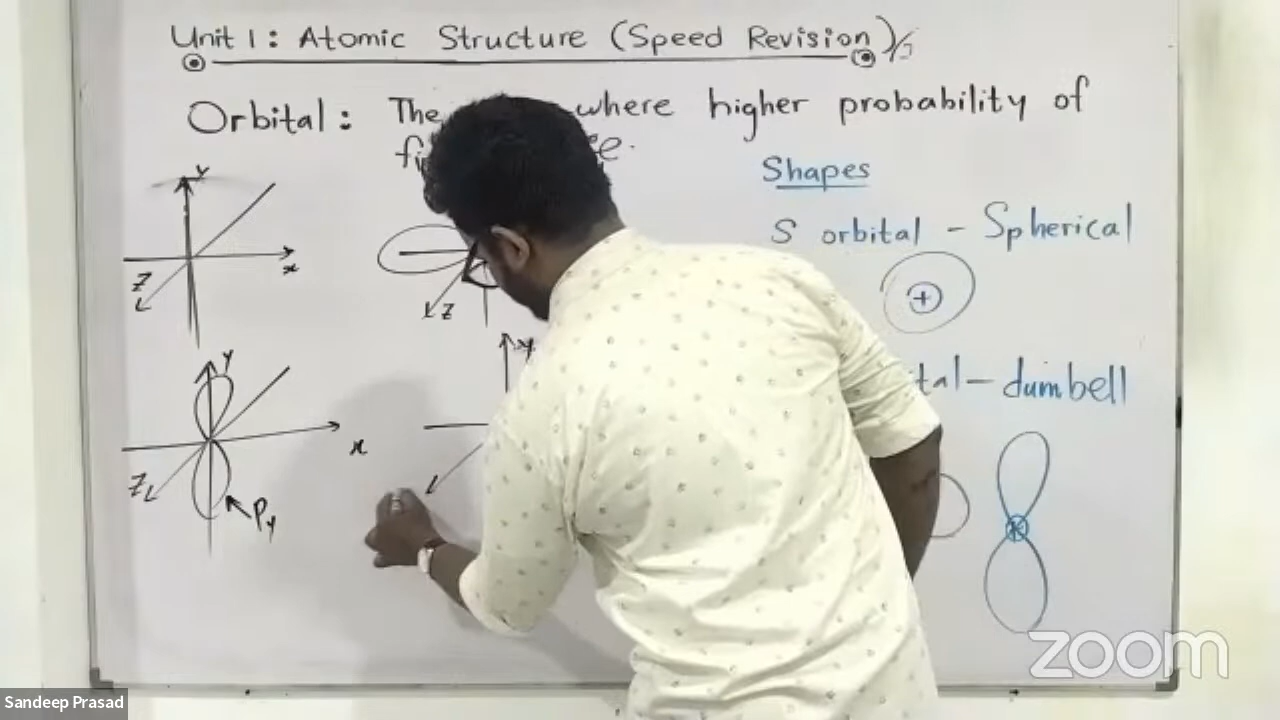 Unit 1: Atomic Structure (Speed Revision)
Orbital: The where higher probability of
Shapes
S orbital - Spherical
+
dumbell
Y
x
Z
Z
Y
x
Z
Py
Y
zoom
Sandeep Prasad